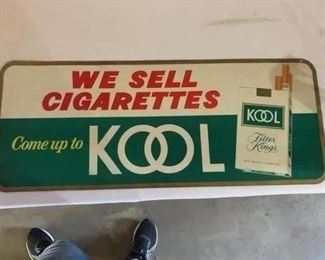 WE SELL
CIGARETTES
Come up to KOOL
KOOL
Filter
Kings